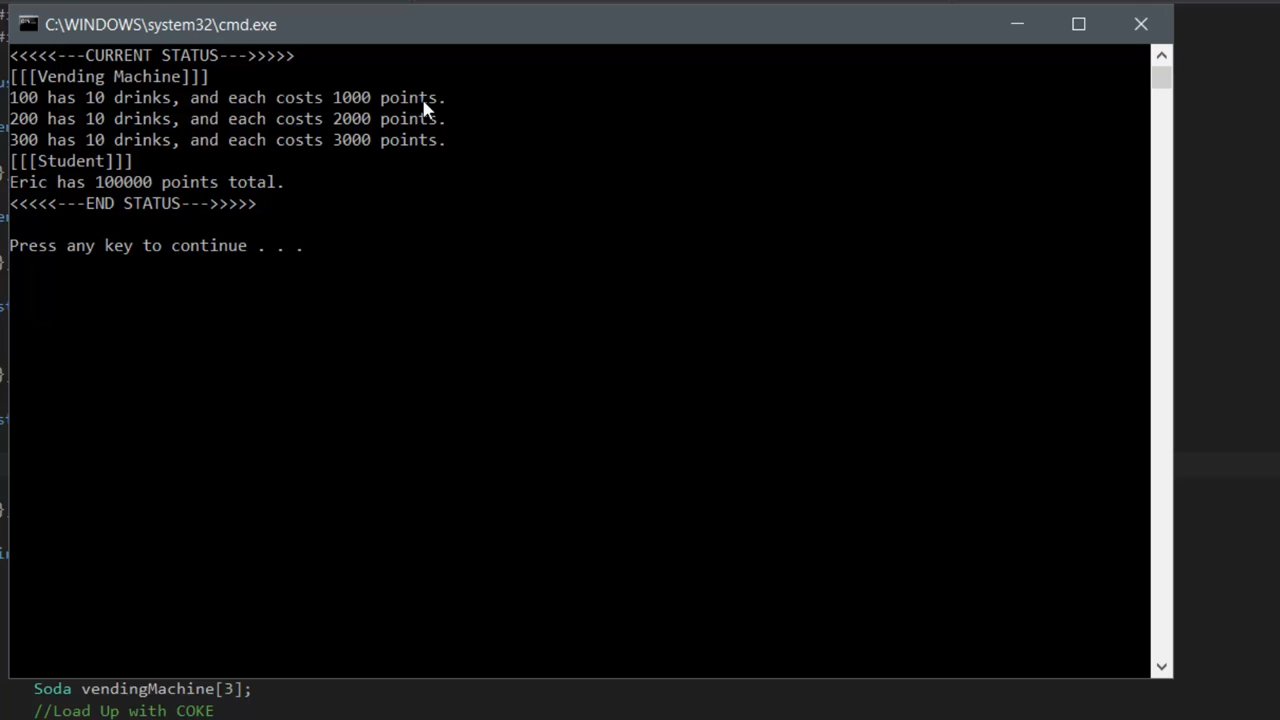 C:\WINDOWS\system32\cmd.exe
<<<<<---CURRENT STATUS--->>>>>
[[[Vending Machine]]]
100 has 10 drinks, and each costs 1000 points.
200 has 10 drinks, and each costs 2000 points.
300 has 10 drinks, and each costs 3000 points.
[[[Student]]]
Eric has 100000 points total.
<<<<<---END STATUS--->>>>>
Press any key to continue . . .
Soda vendingMachine[3];
//Load Up with COKE